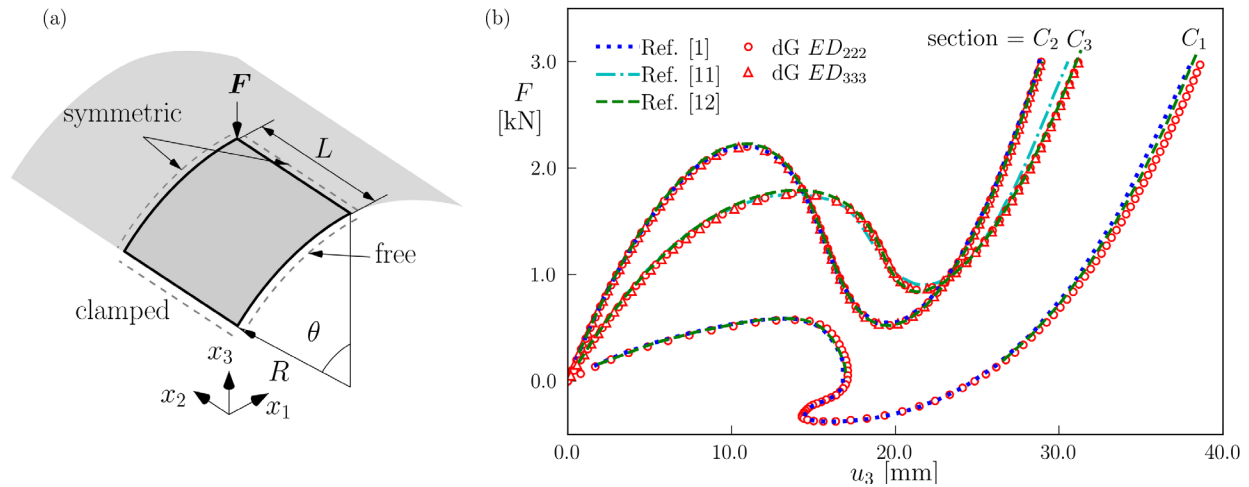 (a)
F
symmetric
L
free
clamped
θ
R
x₃
x₂
x₁
(b)
F
[kN]
3.0
2.0
1.0
0.0
Ref. [1]
Ref. [11]
Ref. [12]
dG ED₂₂₂
dG ED₃₃₃
section = C₂ C₃ C₁
0.0 10.0 20.0 30.0 40.0
u₃ [mm]